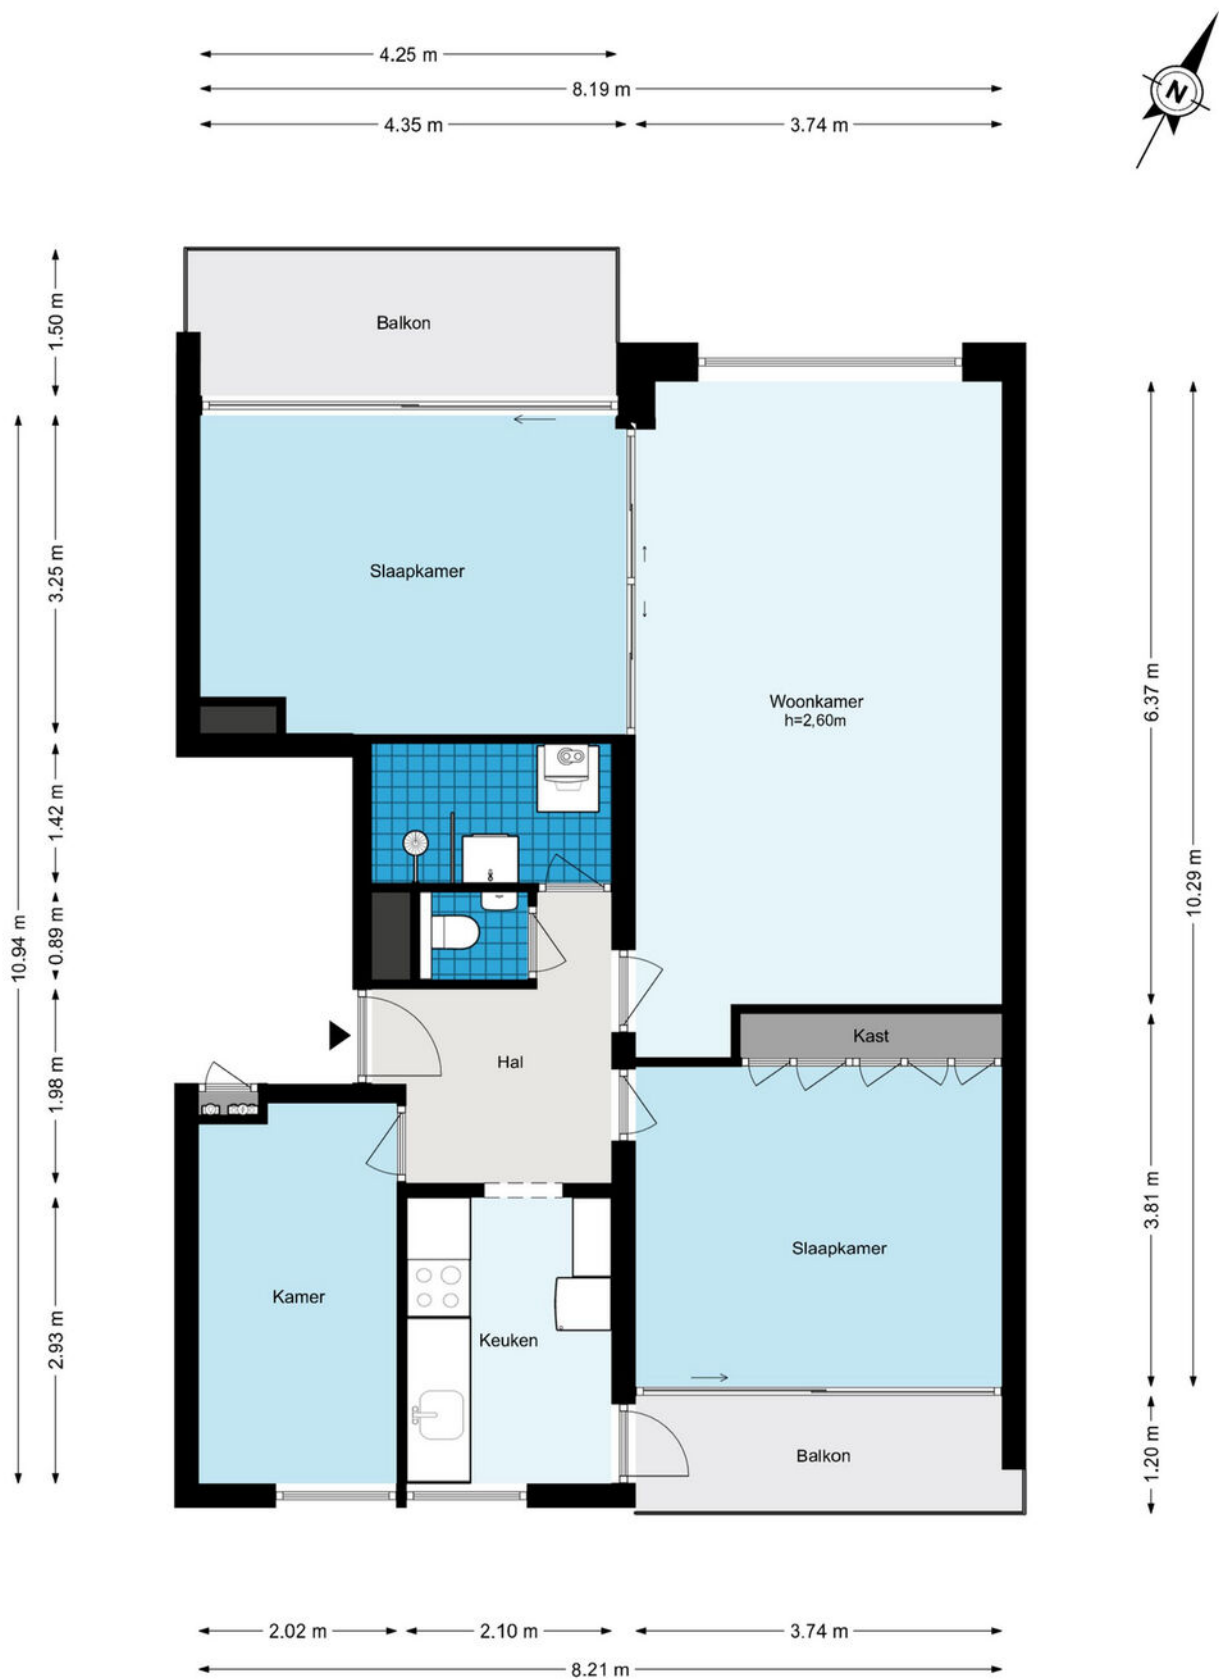 4.25 m
8.19 m
4.35 m
3.74 m
N
1.50 m
3.25 m
1.42 m
0.89 m
1.98 m
2.93 m
10.94 m
Balkon
Slaapkamer
Woonkamer
h=2,60m
Kast
Hal
Slaapkamer
Kamer
Keuken
Balkon
6.37 m
10.29 m
3.81 m
1.20 m
2.02 m
2.10 m
3.74 m
8.21 m